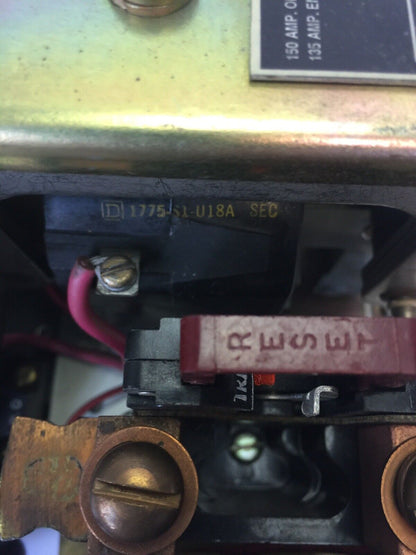 150 AMP. O
135 AMP. E
D 1775-S1-U18A SEC
RESET